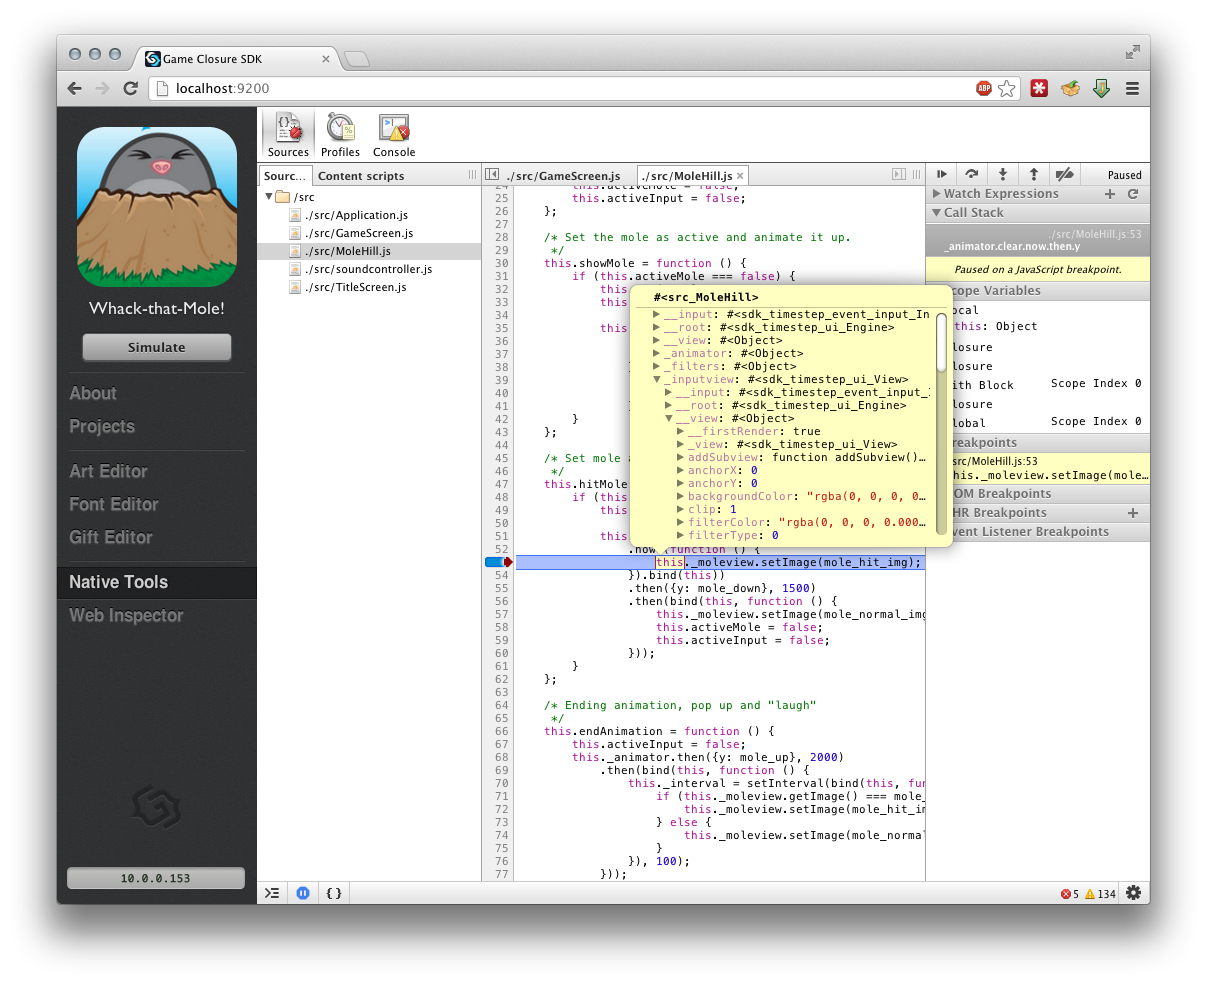 Game Closure SDK
localhost:9200
ABP
Whack-that-Mole!
Simulate
About
Projects
Art Editor
Font Editor
Gift Editor
Native Tools
Web Inspector
10.0.0.153
Sources
Profiles
Console
Sourc...
Content scripts
/src
./src/Application.js
./src/GameScreen.js
./src/MoleHill.js
./src/soundcontroller.js
./src/TitleScreen.js
./src/GameScreen.js
./src/MoleHill.js
24 this.activeMole = false;
25 this.activeInput = false;
26 };
27
28 /* Set the mole as active and animate it up.
29 */
30 this.showMole = function () {
31 if (this.activeMole === false) {
32 this
33 this
34
35 this
36
37
38
39
40
41
42 }
43 };
44
45 /* Set mole
46 */
47 this.hitMole
48 if (this
49 this
50
51 this
52 .now(function () {
this._moleview.setImage(mole_hit_img);
54 }).bind(this))
55 .then({y: mole_down}, 1500)
56 .then(bind(this, function () {
57 this._moleview.setImage(mole_normal_img
58 this.activeMole = false;
59 this.activeInput = false;
60 }));
61 }
62 };
63
64 /* Ending animation, pop up and "laugh"
65 */
66 this.endAnimation = function () {
67 this.activeInput = false;
68 this._animator.then({y: mole_up}, 2000)
69 .then(bind(this, function () {
70 this._interval = setInterval(bind(this, fun
71 if (this._moleview.getImage() === mole_
72 this._moleview.setImage(mole_hit_im
73 } else {
74 this._moleview.setImage(mole_normal
75 }
76 }), 100);
77 }));
#<src_MoleHill>
__input: #<sdk_timestep_event_input_In
__root: #<sdk_timestep_ui_Engine>
__view: #<Object>
_animator: #<Object>
_filters: #<Object>
_inputview: #<sdk_timestep_ui_View>
__input: #<sdk_timestep_event_input_
__root: #<sdk_timestep_ui_Engine>
__view: #<Object>
__firstRender: true
_view: #<sdk_timestep_ui_View>
addSubview: function addSubview()…
anchorX: 0
anchorY: 0
backgroundColor: "rgba(0, 0, 0, 0…
clip: 1
filterColor: "rgba(0, 0, 0, 0.000…
filterType: 0
Paused
Watch Expressions
Call Stack
./src/MoleHill.js:53
_animator.clear.now.then.y
Paused on a JavaScript breakpoint.
cope Variables
ocal
this: Object
losure
losure
ith Block Scope Index 0
losure
lobal Scope Index 0
reakpoints
src/MoleHill.js:53
his._moleview.setImage(mole…
OM Breakpoints
HR Breakpoints
vent Listener Breakpoints
{ }
5 134